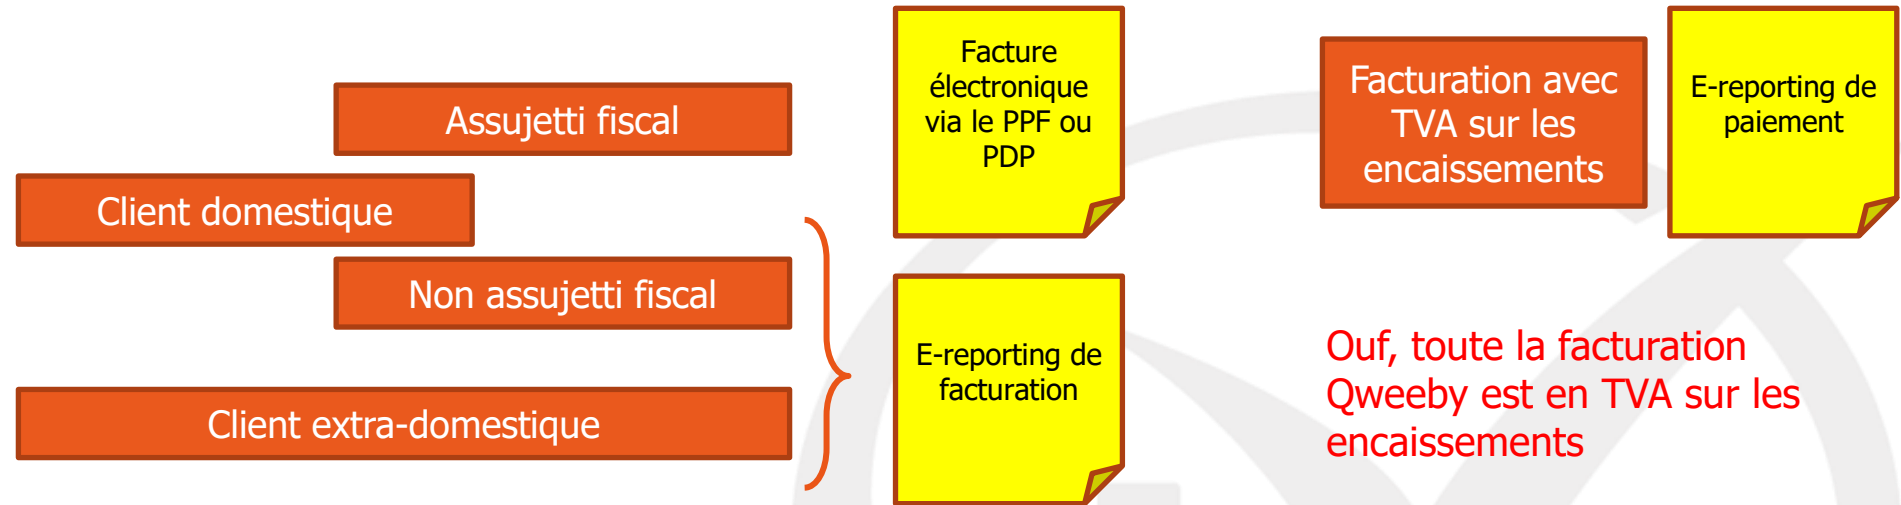 Assujetti fiscal
Client domestique
Non assujetti fiscal
Client extra-domestique
Facture
électronique
via le PPF ou
PDP
E-reporting de
facturation
Facturation avec
TVA sur les
encaissements
E-reporting de
paiement
Ouf, toute la facturation
Qweeby est en TVA sur les
encaissements